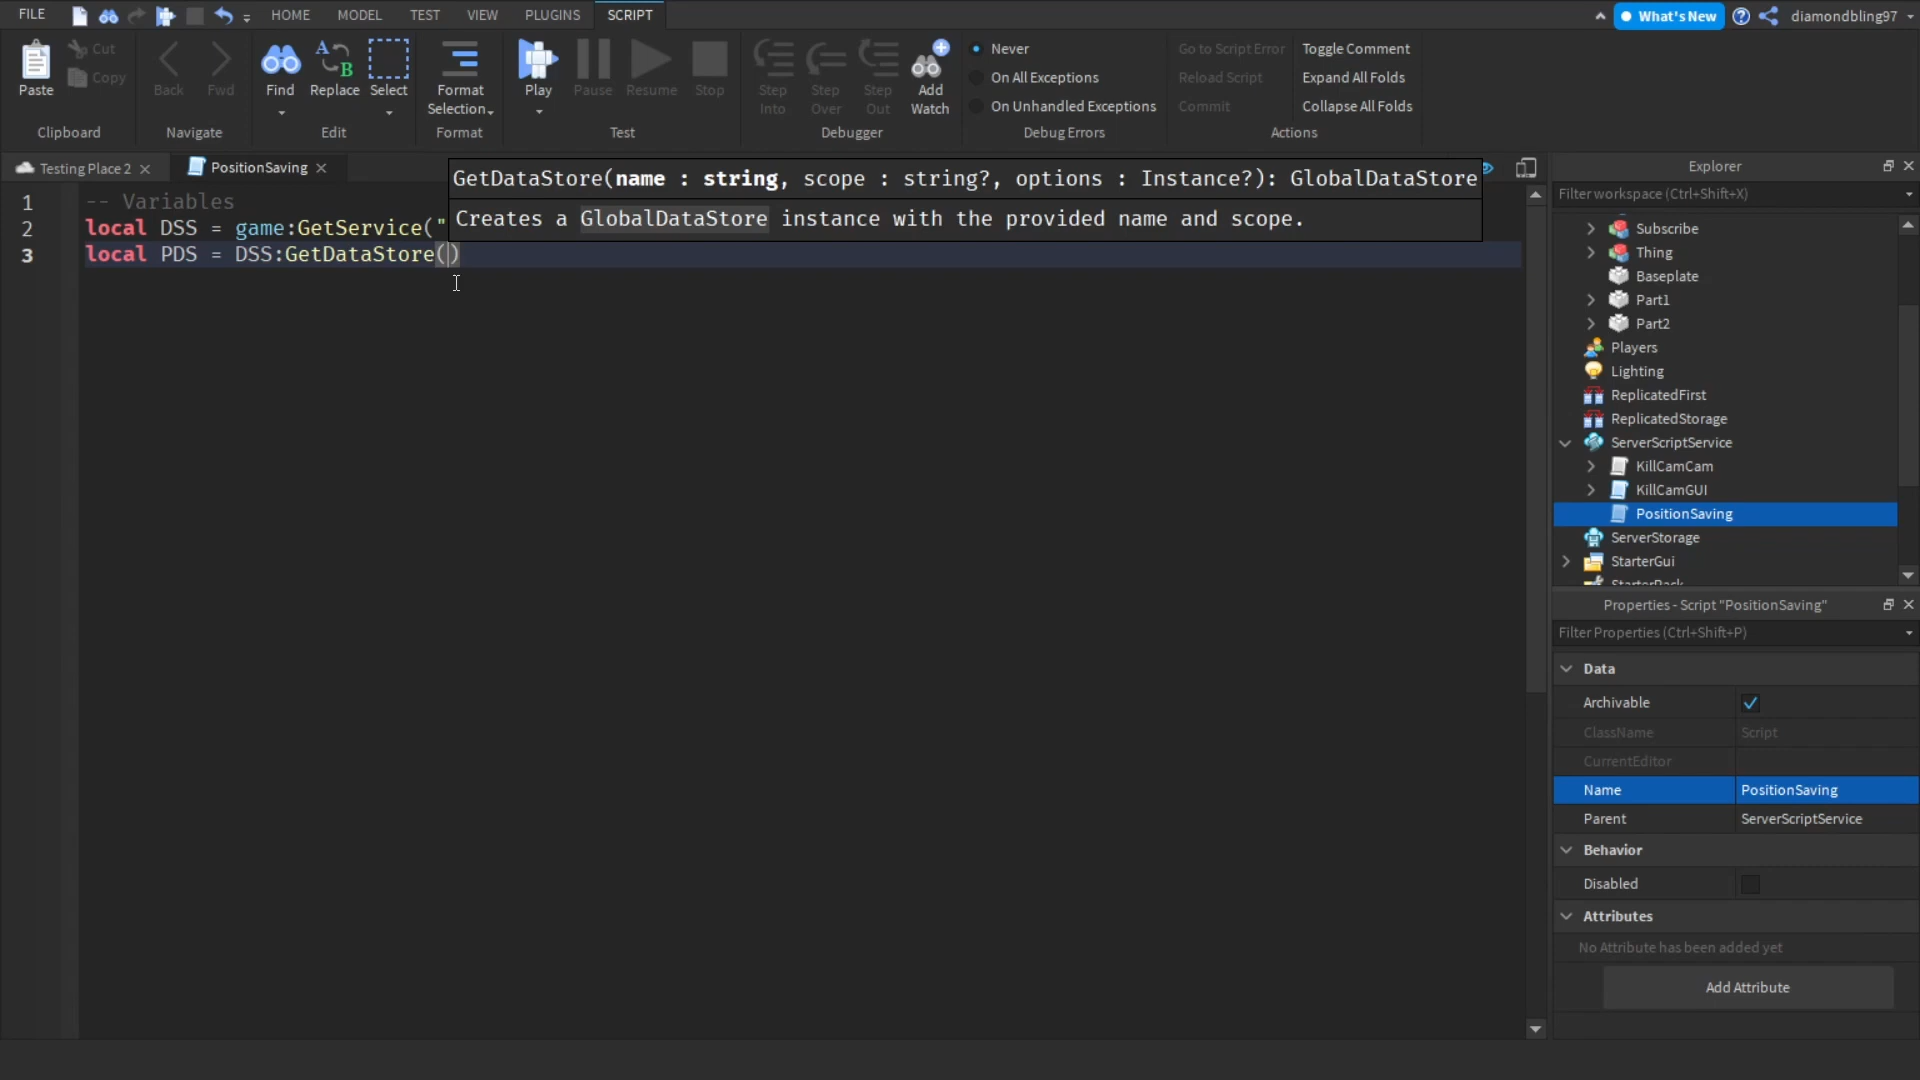 FILE
HOME
MODEL
TEST
VIEW
PLUGINS
SCRIPT
What's New
diamondbling97
Paste
Cut
Copy
Clipboard
Back
Fwd
Navigate
Find
Replace
Select
Edit
Format
Selection
Format
Play
Pause
Resume
Stop
Test
Step
Into
Step
Over
Step
Out
Add
Watch
Debugger
Never
On All Exceptions
On Unhandled Exceptions
Debug Errors
Go to Script Error
Reload Script
Commit
Toggle Comment
Expand All Folds
Collapse All Folds
Actions
Testing Place 2
PositionSaving
GetDataStore(name : string, scope : string?, options : Instance?): GlobalDataStore
Creates a GlobalDataStore instance with the provided name and scope.
1 -- Variables
2 local DSS = game:GetService("
3 local PDS = DSS:GetDataStore()
Explorer
Filter workspace (Ctrl+Shift+X)
Subscribe
Thing
Baseplate
Part1
Part2
Players
Lighting
ReplicatedFirst
ReplicatedStorage
ServerScriptService
KillCamCam
KillCamGUI
PositionSaving
ServerStorage
StarterGui
StarterPack
Properties - Script "PositionSaving"
Filter Properties (Ctrl+Shift+P)
Data
Archivable
ClassName Script
CurrentEditor
Name PositionSaving
Parent ServerScriptService
Behavior
Disabled
Attributes
No Attribute has been added yet
Add Attribute